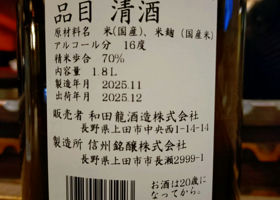 品目 清酒
原材料名 米(国産)、米麹(国産米)
アルコール分 16度
精米歩合 70%
内容量 1.8L
製造年月 2025.11
出荷年月 2025.12
販売者 和田龍酒造株式会社
長野県上田市中央西1-14-14
製造所 信州銘醸株式会社
長野県上田市市長瀬2999-1
お酒は20歳に
なってから。